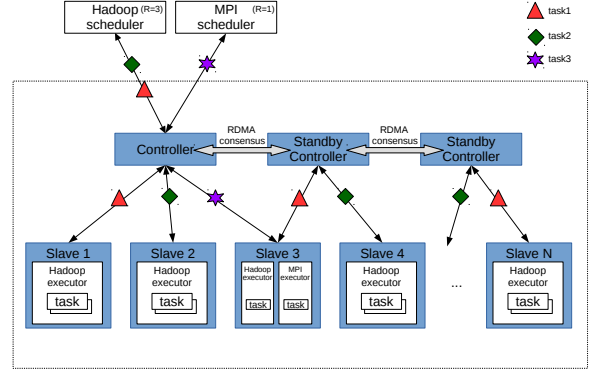 Hadoop (R=3)
scheduler
MPI (R=1)
scheduler
task1
task2
task3
Controller
RDMA
consensus
Standby
Controller
RDMA
consensus
Standby
Controller
Slave 1
Hadoop
executor
task
Slave 2
Hadoop
executor
task
Slave 3
Hadoop
executor
task
MPI
executor
task
Slave 4
Hadoop
executor
task
...
Slave N
Hadoop
executor
task